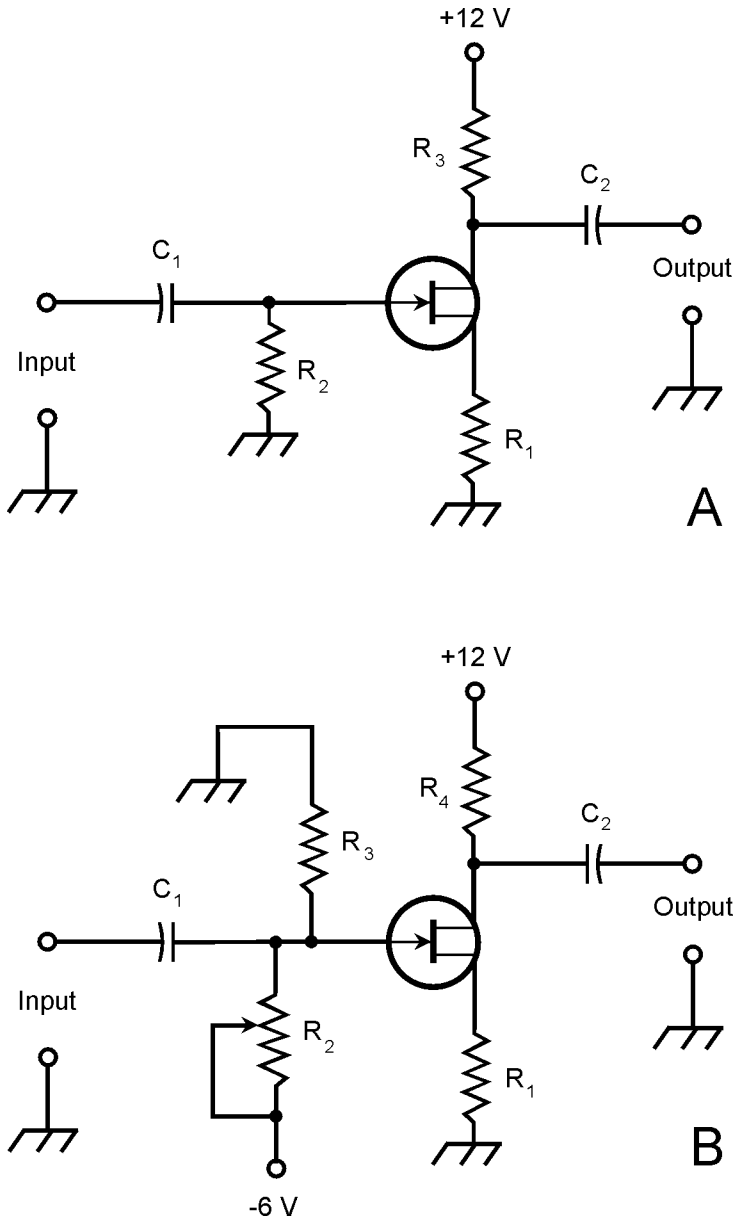 +12 V
R3
C2
C1
Output
Input
R2
R1
A
+12 V
R4
C2
R3
C1
Output
Input
R2
R1
B
-6 V